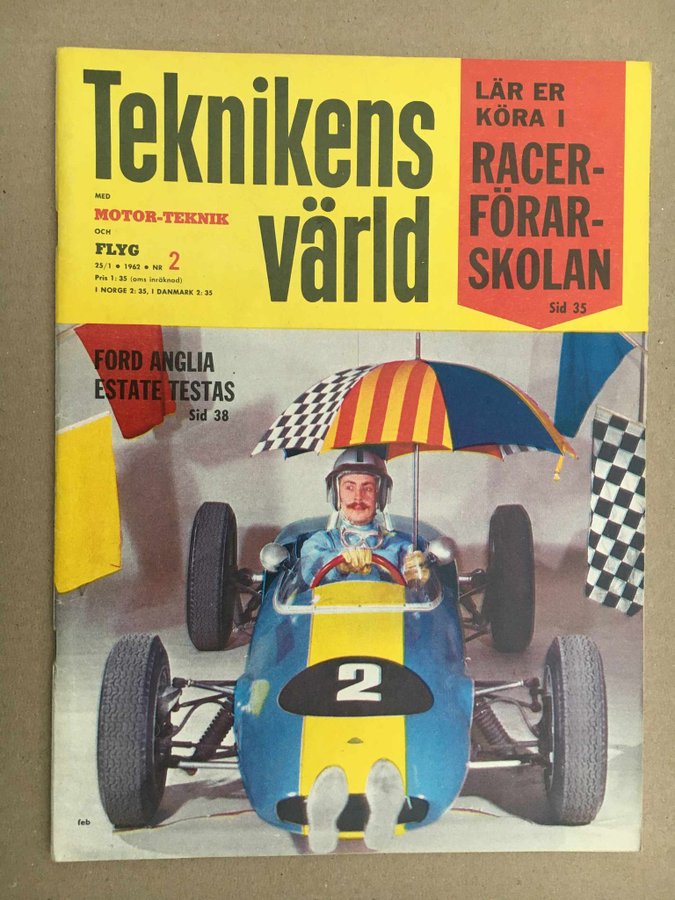 Teknikens
värld
MED
MOTOR-TEKNIK
OCH
FLYG
25/1 • 1962 • NR 2
Pris 1:35 (oms inräknad)
I NORGE 2:35, I DANMARK 2:35
LÄR ER
KÖRA I
RACER-
FÖRAR-
SKOLAN
Sid 35
FORD ANGLIA
ESTATE TESTAS
Sid 38
2
feb